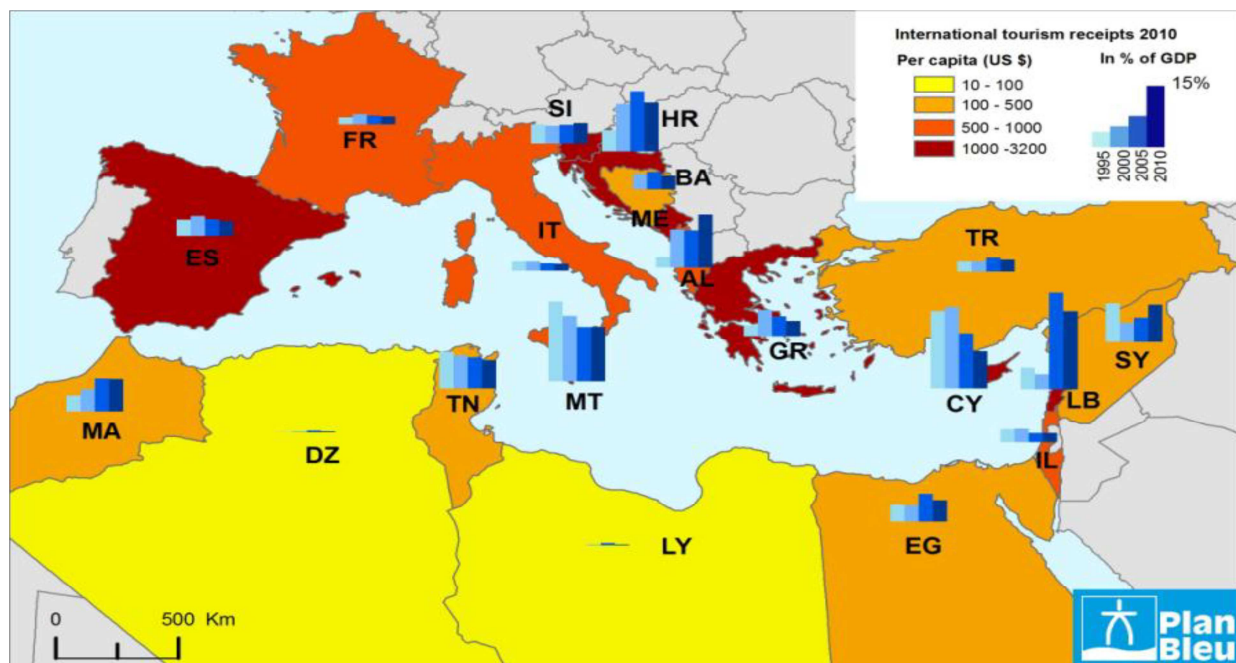 International tourism receipts 2010
Per capita (US $)
In % of GDP
10 - 100
100 - 500
500 - 1000
1000 -3200
15%
1995
2000
2005
2010
SI
HR
FR
BA
ME
IT
ES
AL
TR
GR
SY
MT
CY
LB
TN
MA
DZ
IL
LY
EG
0 500 Km
Plan
Bleu